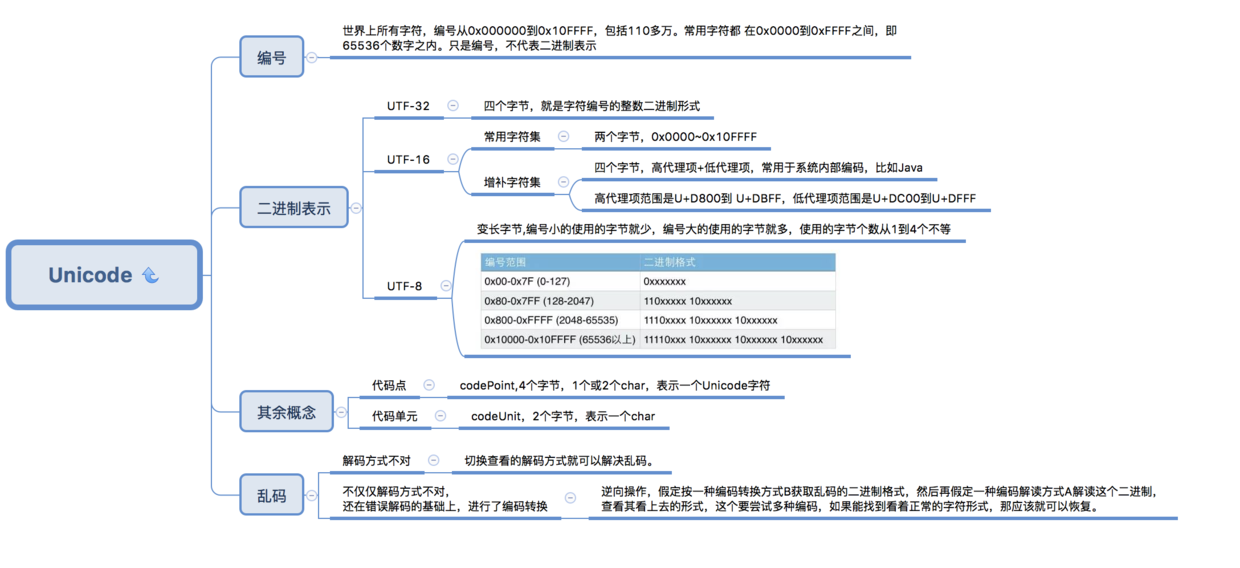 Unicode
编号
世界上所有字符，编号从0x000000到0x10FFFF，包括110多万。常用字符都 在0x0000到0xFFFF之间，即
65536个数字之内。只是编号，不代表二进制表示
二进制表示
UTF-32
四个字节，就是字符编号的整数二进制形式
UTF-16
常用字符集
两个字节，0x0000~0x10FFFF
增补字符集
四个字节，高代理项+低代理项，常用于系统内部编码，比如Java
高代理项范围是U+D800到 U+DBFF，低代理项范围是U+DC00到U+DFFF
UTF-8
变长字节,编号小的使用的字节就少，编号大的使用的字节就多，使用的字节个数从1到4个不等
编号范围 二进制格式
0x00-0x7F (0-127) 0xxxxxxx
0x80-0x7FF (128-2047) 110xxxxx 10xxxxxx
0x800-0xFFFF (2048-65535) 1110xxxx 10xxxxxx 10xxxxxx
0x10000-0x10FFFF (65536以上) 11110xxx 10xxxxxx 10xxxxxx 10xxxxxx
其余概念
代码点
codePoint,4个字节，1个或2个char，表示一个Unicode字符
代码单元
codeUnit，2个字节，表示一个char
乱码
解码方式不对
切换查看的解码方式就可以解决乱码。
不仅仅解码方式不对，
还在错误解码的基础上，进行了编码转换
逆向操作，假定按一种编码转换方式B获取乱码的二进制格式，然后再假定一种编码解读方式A解读这个二进制，
查看其看上去的形式，这个要尝试多种编码，如果能找到看着正常的字符形式，那应该就可以恢复。